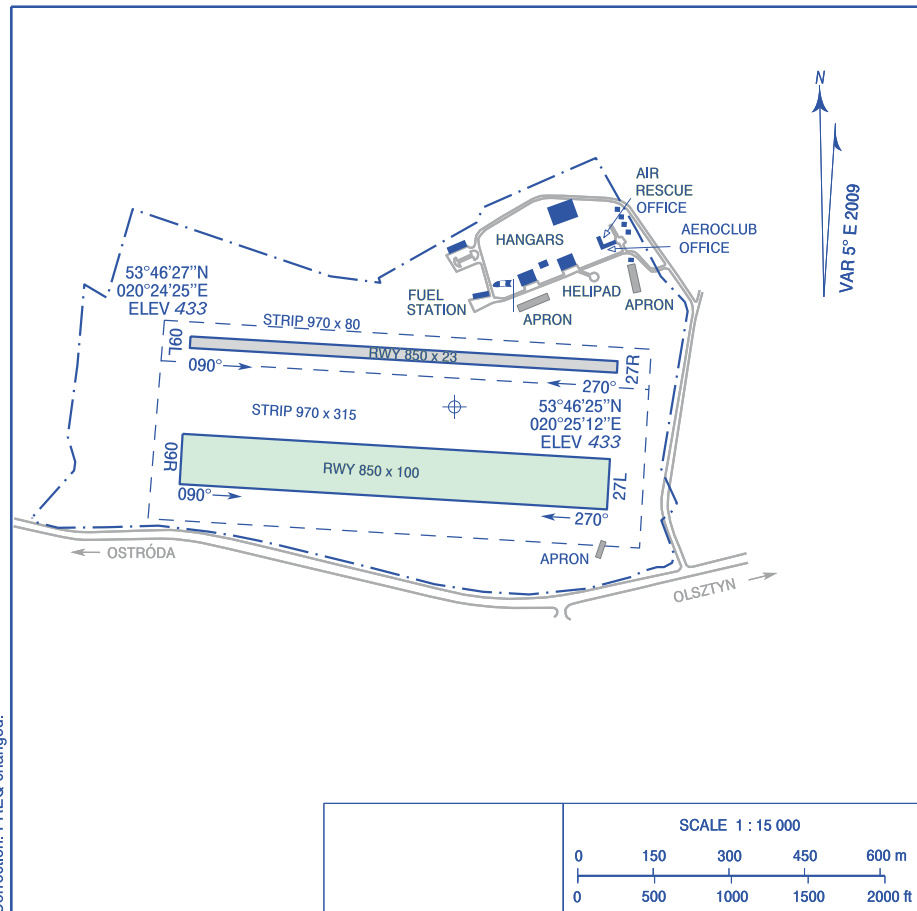 N
VAR 5° E 2009
AIR
RESCUE
OFFICE
AEROCLUB
OFFICE
HANGARS
53°46'27''N
020°24'25''E
ELEV 433
FUEL
STATION
HELIPAD
APRON
APRON
STRIP 970 x 80
09L
RWY 850 x 23
27R
090°
270°
STRIP 970 x 315
53°46'25''N
020°25'12''E
ELEV 433
09R
RWY 850 x 100
27L
090°
270°
APRON
OSTRÓDA
OLSZTYN
changed.
SCALE 1 : 15 000
0 150 300 450 600 m
0 500 1000 1500 2000 ft